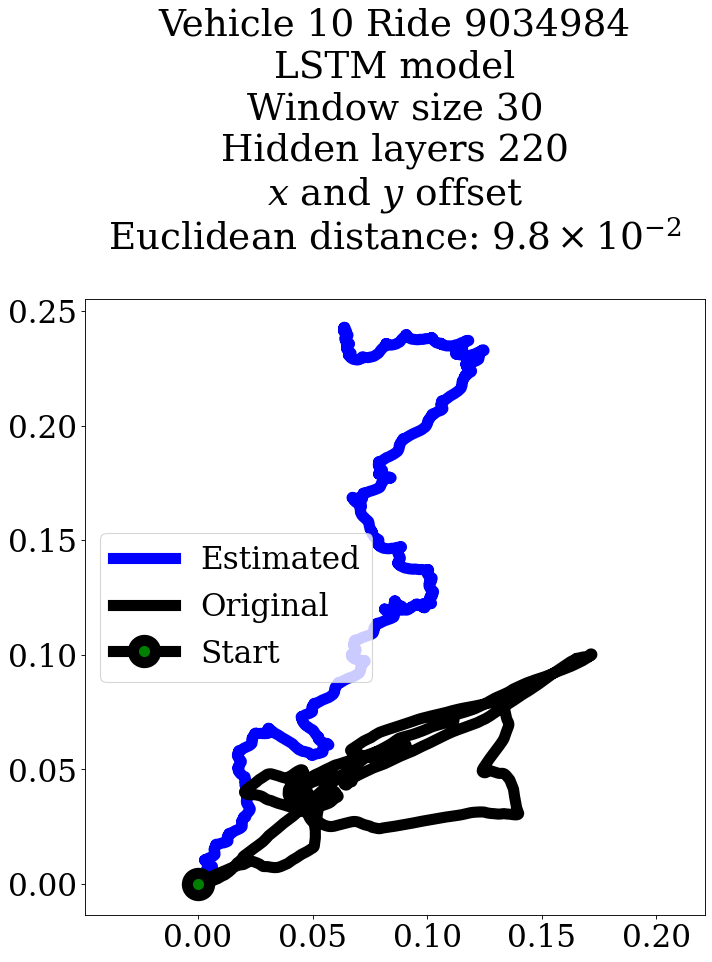 Vehicle 10 Ride 9034984
LSTM model
Window size 30
Hidden layers 220
x and y offset
Euclidean distance: 9.8 × 10⁻²
0.25
0.20
0.15
0.10
0.05
0.00
Estimated
Original
Start
0.00 0.05 0.10 0.15 0.20